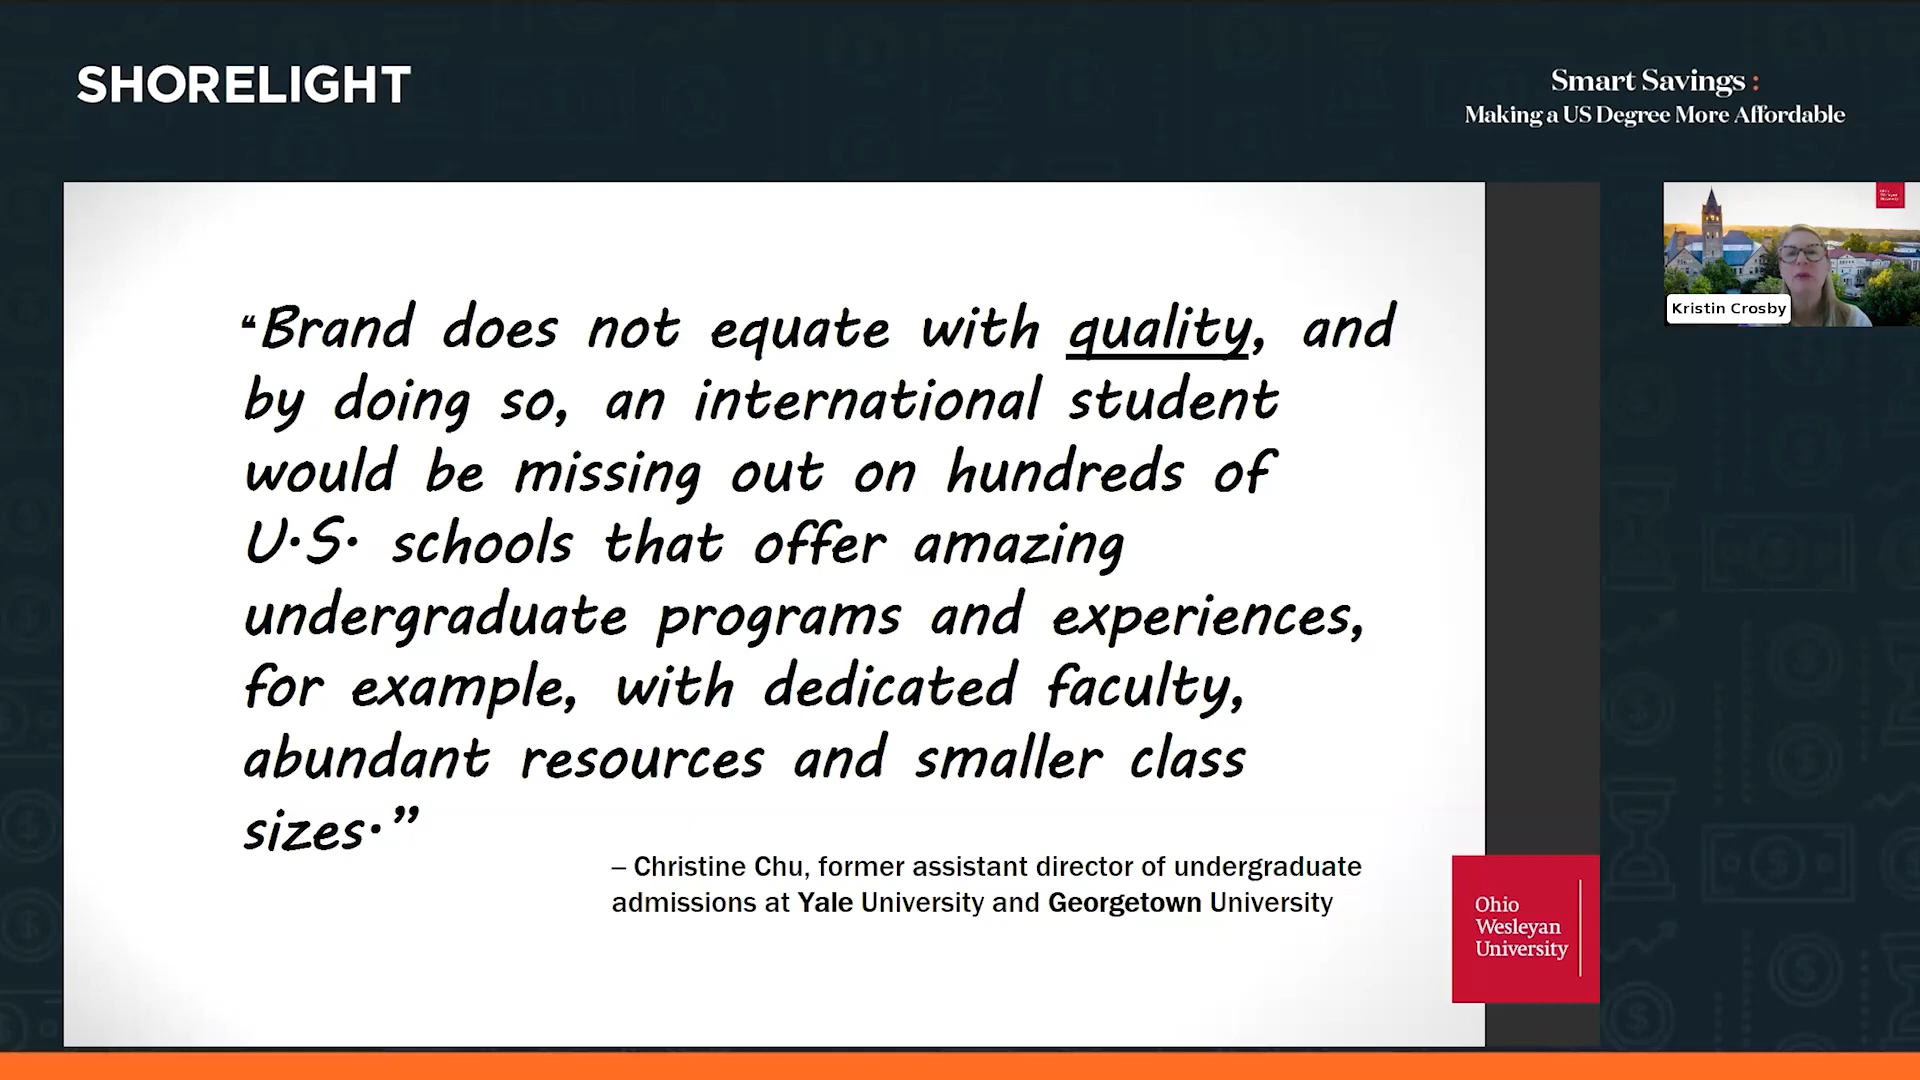 SHORELIGHT
Smart Savings :
Making a US Degree More Affordable
“Brand does not equate with quality, and
by doing so, an international student
would be missing out on hundreds of
U.S. schools that offer amazing
undergraduate programs and experiences,
for example, with dedicated faculty,
abundant resources and smaller class
sizes.”
– Christine Chu, former assistant director of undergraduate
admissions at Yale University and Georgetown University
Kristin Crosby
Ohio
Wesleyan
University